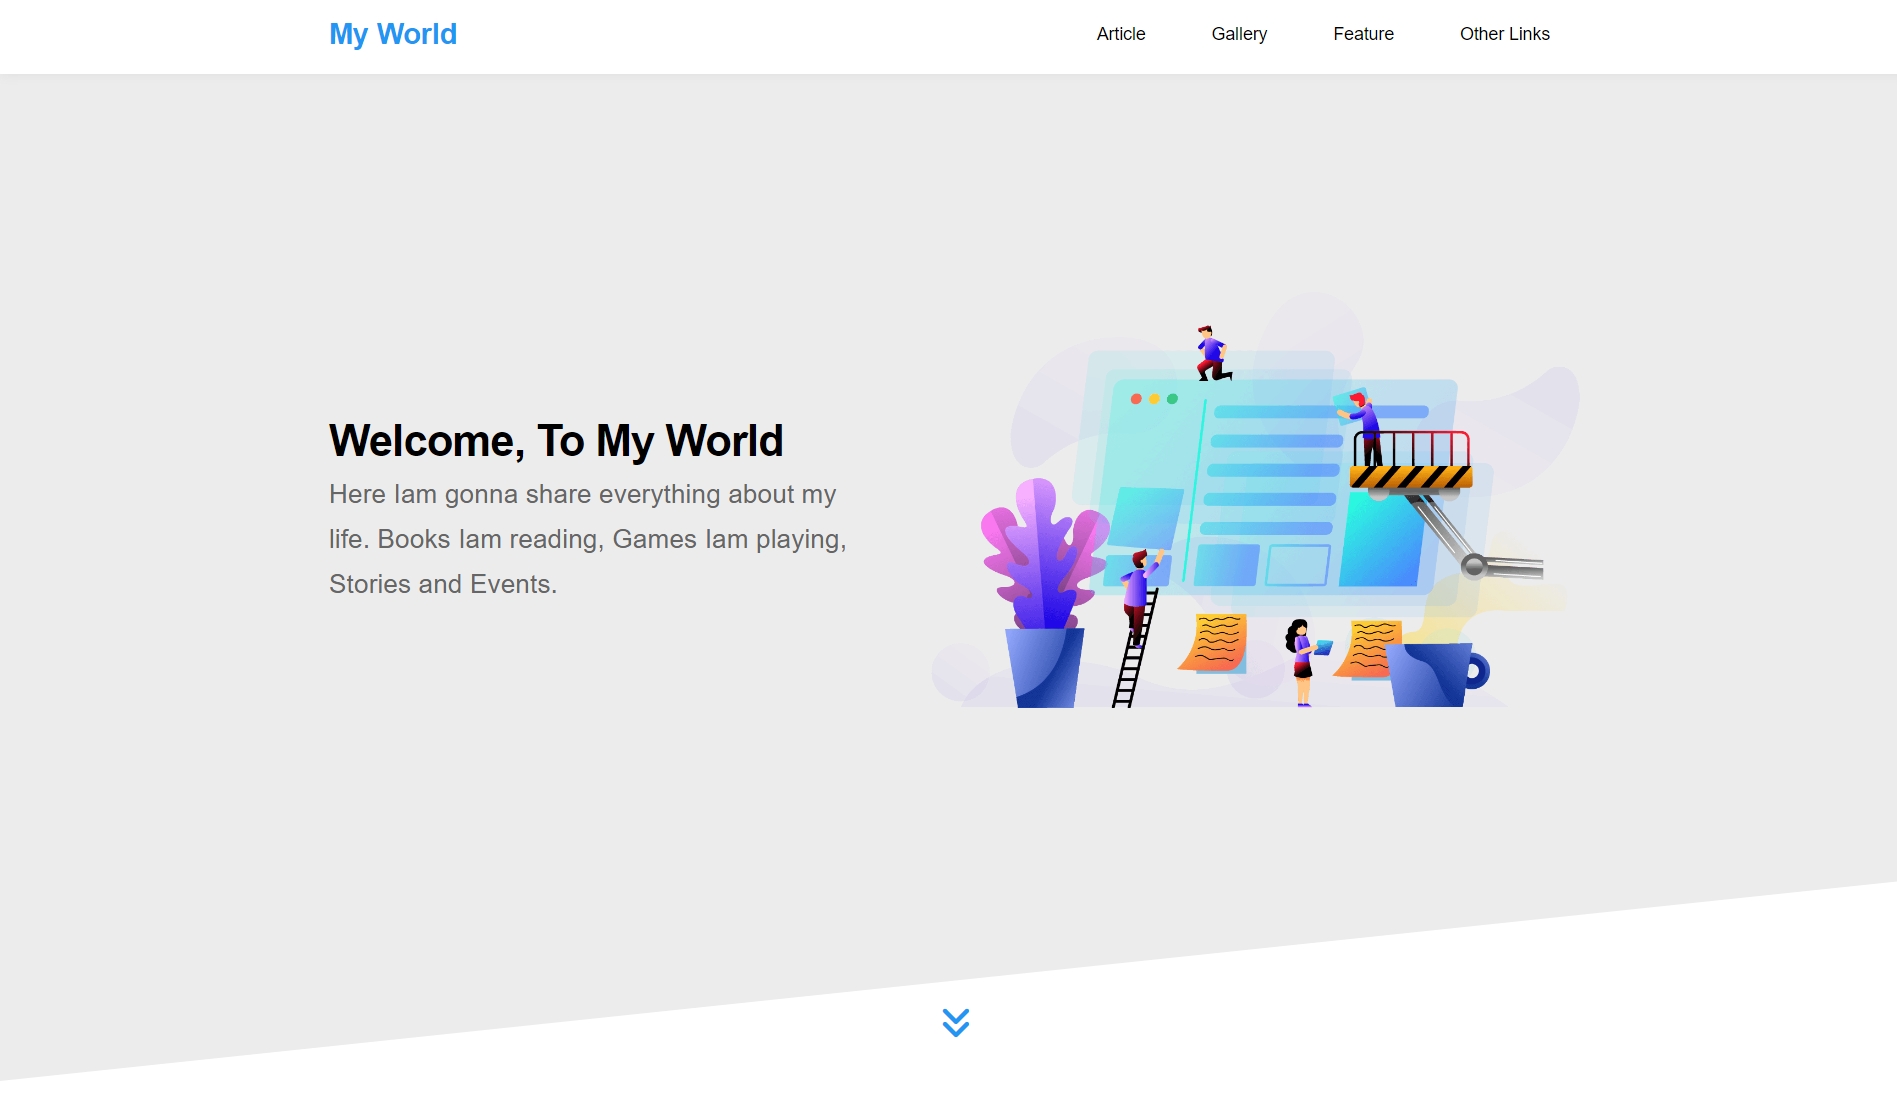 My World
Article
Gallery
Feature
Other Links
Welcome, To My World
Here Iam gonna share everything about my
life. Books Iam reading, Games Iam playing,
Stories and Events.